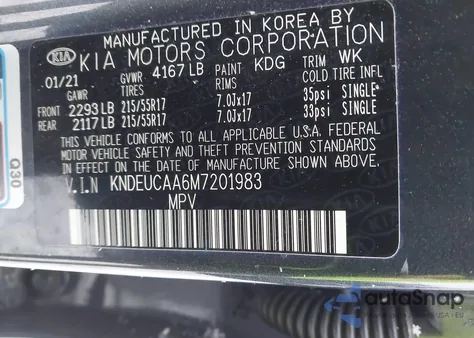 MANUFACTURED IN KOREA BY
KIA KIA MOTORS CORPORATION
01/21 GVWR 4167 LB PAINT KDG TRIM WK
GAWR TIRES RIMS COLD TIRE INFL
FRONT 2293 LB 215/55R17 7.0Jx17 35psi SINGLE
REAR 2117 LB 215/55R17 7.0Jx17 33psi SINGLE
THIS VEHICLE CONFORMS TO ALL APPLICABLE U.S.A. FEDERAL
MOTOR VEHICLE SAFETY AND THEFT PREVENTION STANDARDS
IN EFFECT ON THE DATE OF MANUFACTURE SHOWN ABOVE.
V.I.N KNDEUCAA6M7201983
MPV
Q30
autoSnap